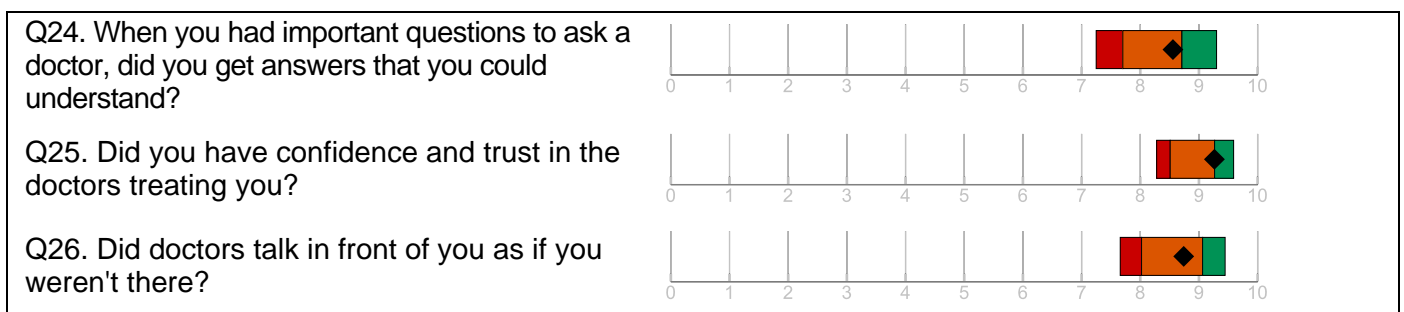 Q24. When you had important questions to ask a
doctor, did you get answers that you could
understand?
0 1 2 3 4 5 6 7 8 9 10
Q25. Did you have confidence and trust in the
doctors treating you?
0 1 2 3 4 5 6 7 8 9 10
Q26. Did doctors talk in front of you as if you
weren't there?
0 1 2 3 4 5 6 7 8 9 10